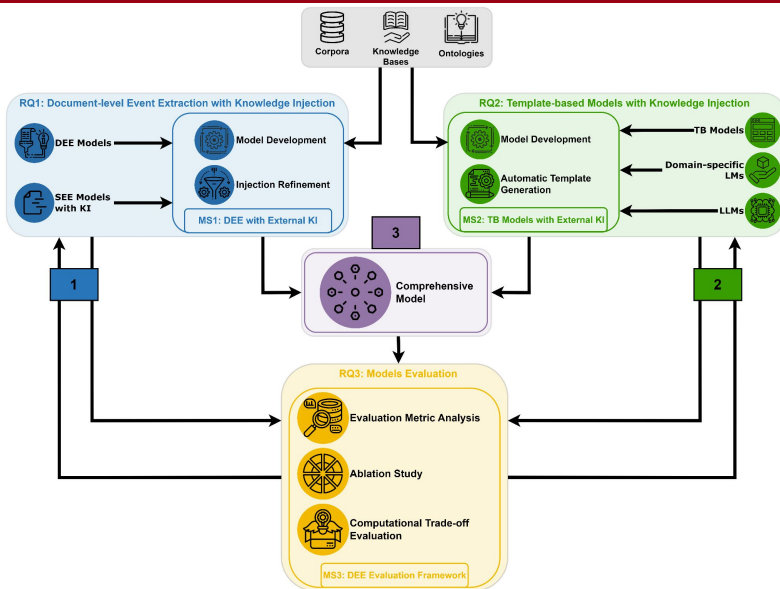 Corpora
Knowledge
Bases
Ontologies
RQ1: Document-level Event Extraction with Knowledge Injection
DEE Models
SEE Models
with KI
Model Development
Injection Refinement
MS1: DEE with External KI
RQ2: Template-based Models with Knowledge Injection
Model Development
Automatic Template
Generation
MS2: TB Models with External KI
TB Models
Domain-specific
LMs
LLMs
1
3
2
Comprehensive
Model
RQ3: Models Evaluation
Evaluation Metric Analysis
Ablation Study
Computational Trade-off
Evaluation
MS3: DEE Evaluation Framework